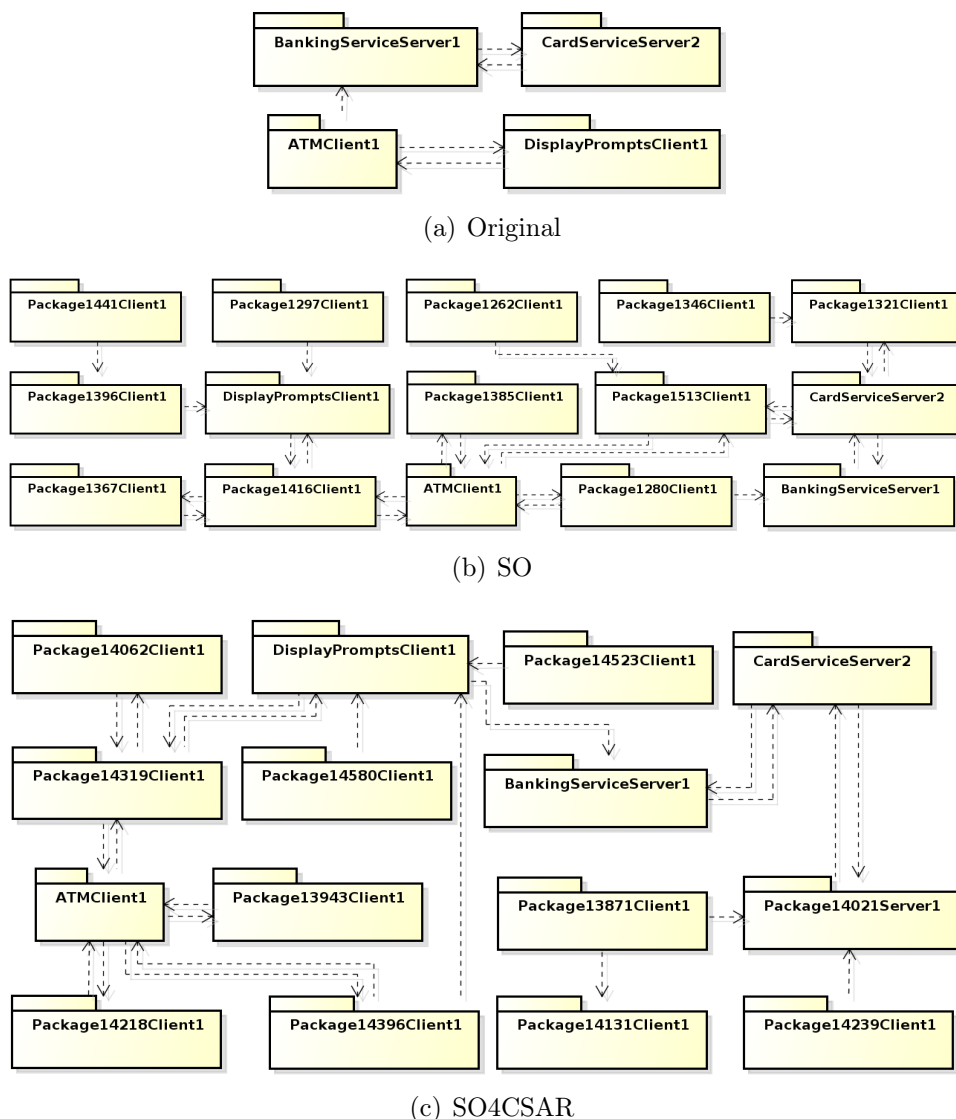 BankingServiceServer1 CardServiceServer2
ATMClient1 DisplayPromptsClient1
(a) Original
Package1441Client1 Package1297Client1 Package1262Client1 Package1346Client1 Package1321Client1
Package1396Client1 DisplayPromptsClient1 Package1385Client1 Package1513Client1 CardServiceServer2
Package1367Client1 Package1416Client1 ATMClient1 Package1280Client1 BankingServiceServer1
(b) SO
Package14062Client1 DisplayPromptsClient1 Package14523Client1 CardServiceServer2
Package14319Client1 Package14580Client1 BankingServiceServer1
ATMClient1 Package13943Client1 Package13871Client1 Package14021Server1
Package14218Client1 Package14396Client1 Package14131Client1 Package14239Client1
(c) SO4CSAR